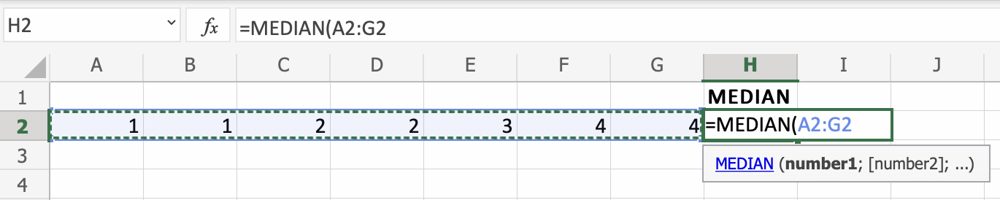 H2 fx =MEDIAN(A2:G2
A B C D E F G H I J
1 MEDIAN
2 1 1 2 2 3 4 4 =MEDIAN(A2:G2
3 MEDIAN (number1; [number2]; ...)
4